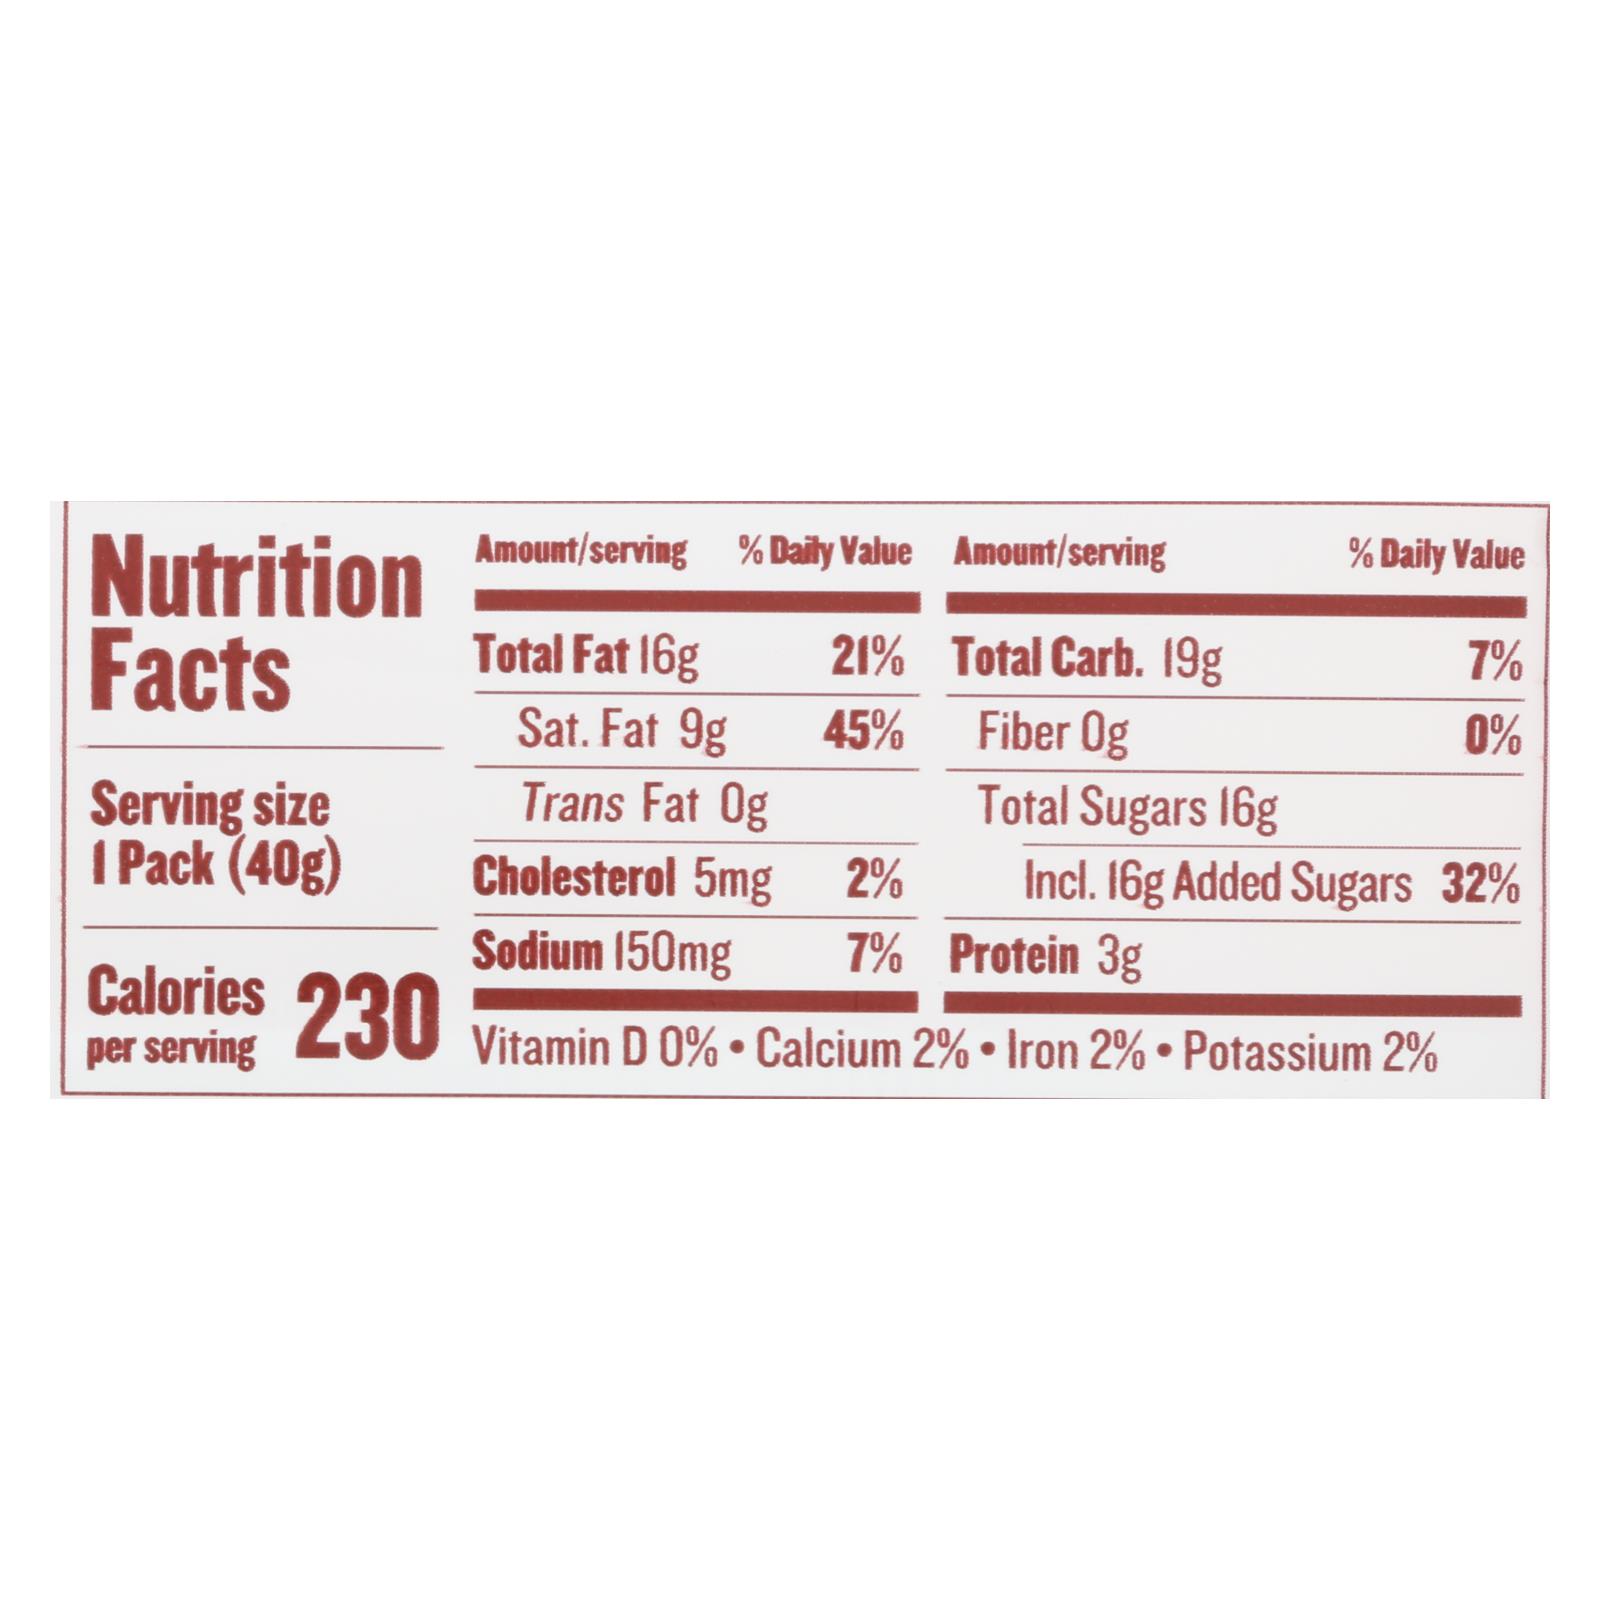 Nutrition
Facts
Serving size
1 Pack (40g)
Calories
per serving
230
Amount/serving % Daily Value
Total Fat 16g 21%
Sat. Fat 9g 45%
Trans Fat 0g
Cholesterol 5mg 2%
Sodium 150mg 7%
Amount/serving % Daily Value
Total Carb. 19g 7%
Fiber 0g 0%
Total Sugars 16g
Incl. 16g Added Sugars 32%
Protein 3g
Vitamin D 0% • Calcium 2% • Iron 2% • Potassium 2%